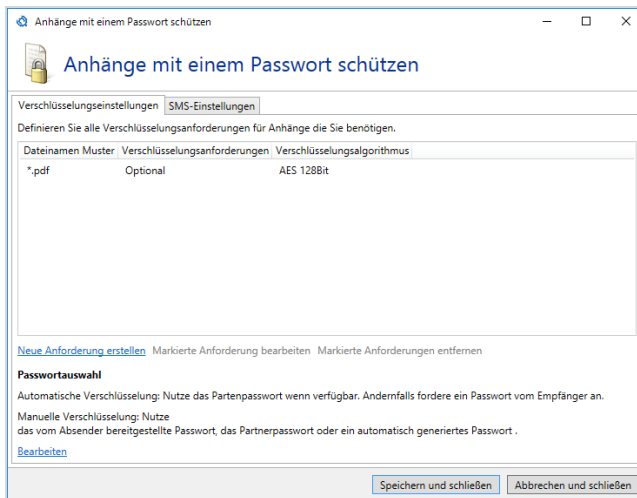 Anhänge mit einem Passwort schützen
Anhänge mit einem Passwort schützen
Verschlüsselungseinstellungen SMS-Einstellungen
Definieren Sie alle Verschlüsselungsanforderungen für Anhänge die Sie benötigen.
Dateinamen Muster Verschlüsselungsanforderungen Verschlüsselungsalgorithmus
*.pdf Optional AES 128Bit
Neue Anforderung erstellen Markierte Anforderung bearbeiten Markierte Anforderungen entfernen
Passwortauswahl
Automatische Verschlüsselung: Nutze das Partenpasswort wenn verfügbar. Andernfalls fordere ein Passwort vom Empfänger an.
Manuelle Verschlüsselung: Nutze
das vom Absender bereitgestellte Passwort, das Partnerpasswort oder ein automatisch generiertes Passwort .
Bearbeiten
Speichern und schließen Abbrechen und schließen